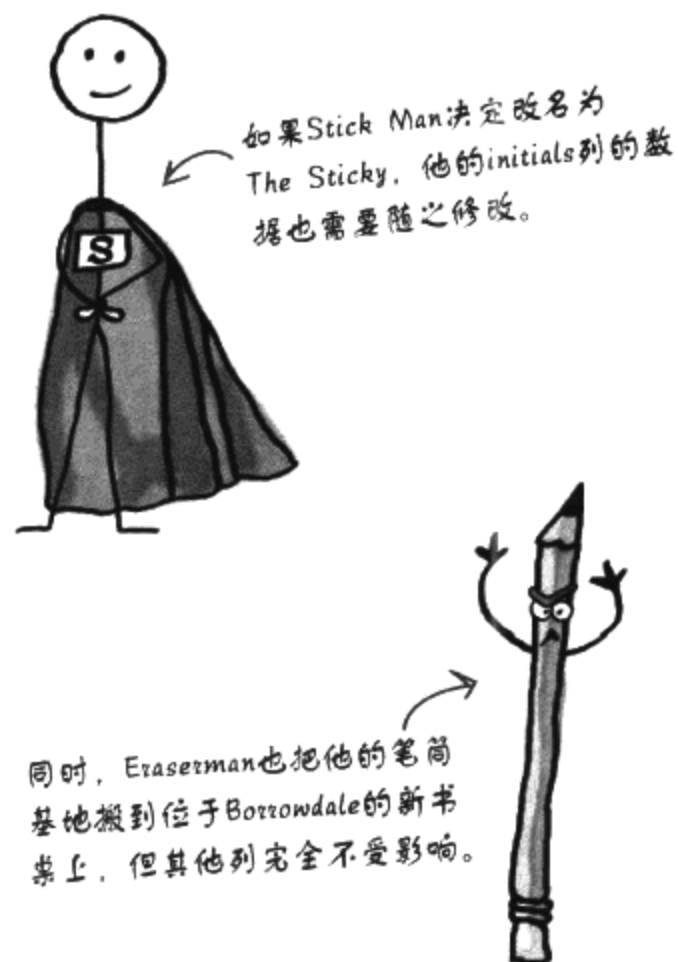 如果Stick Man决定改名为
The Sticky，他的initials列的数
据也需要随之修改。
S
同时，Eraserman也把他的笔筒
基地搬到位于Borrowdale的新书
桌上，但其他列完全不受影响。